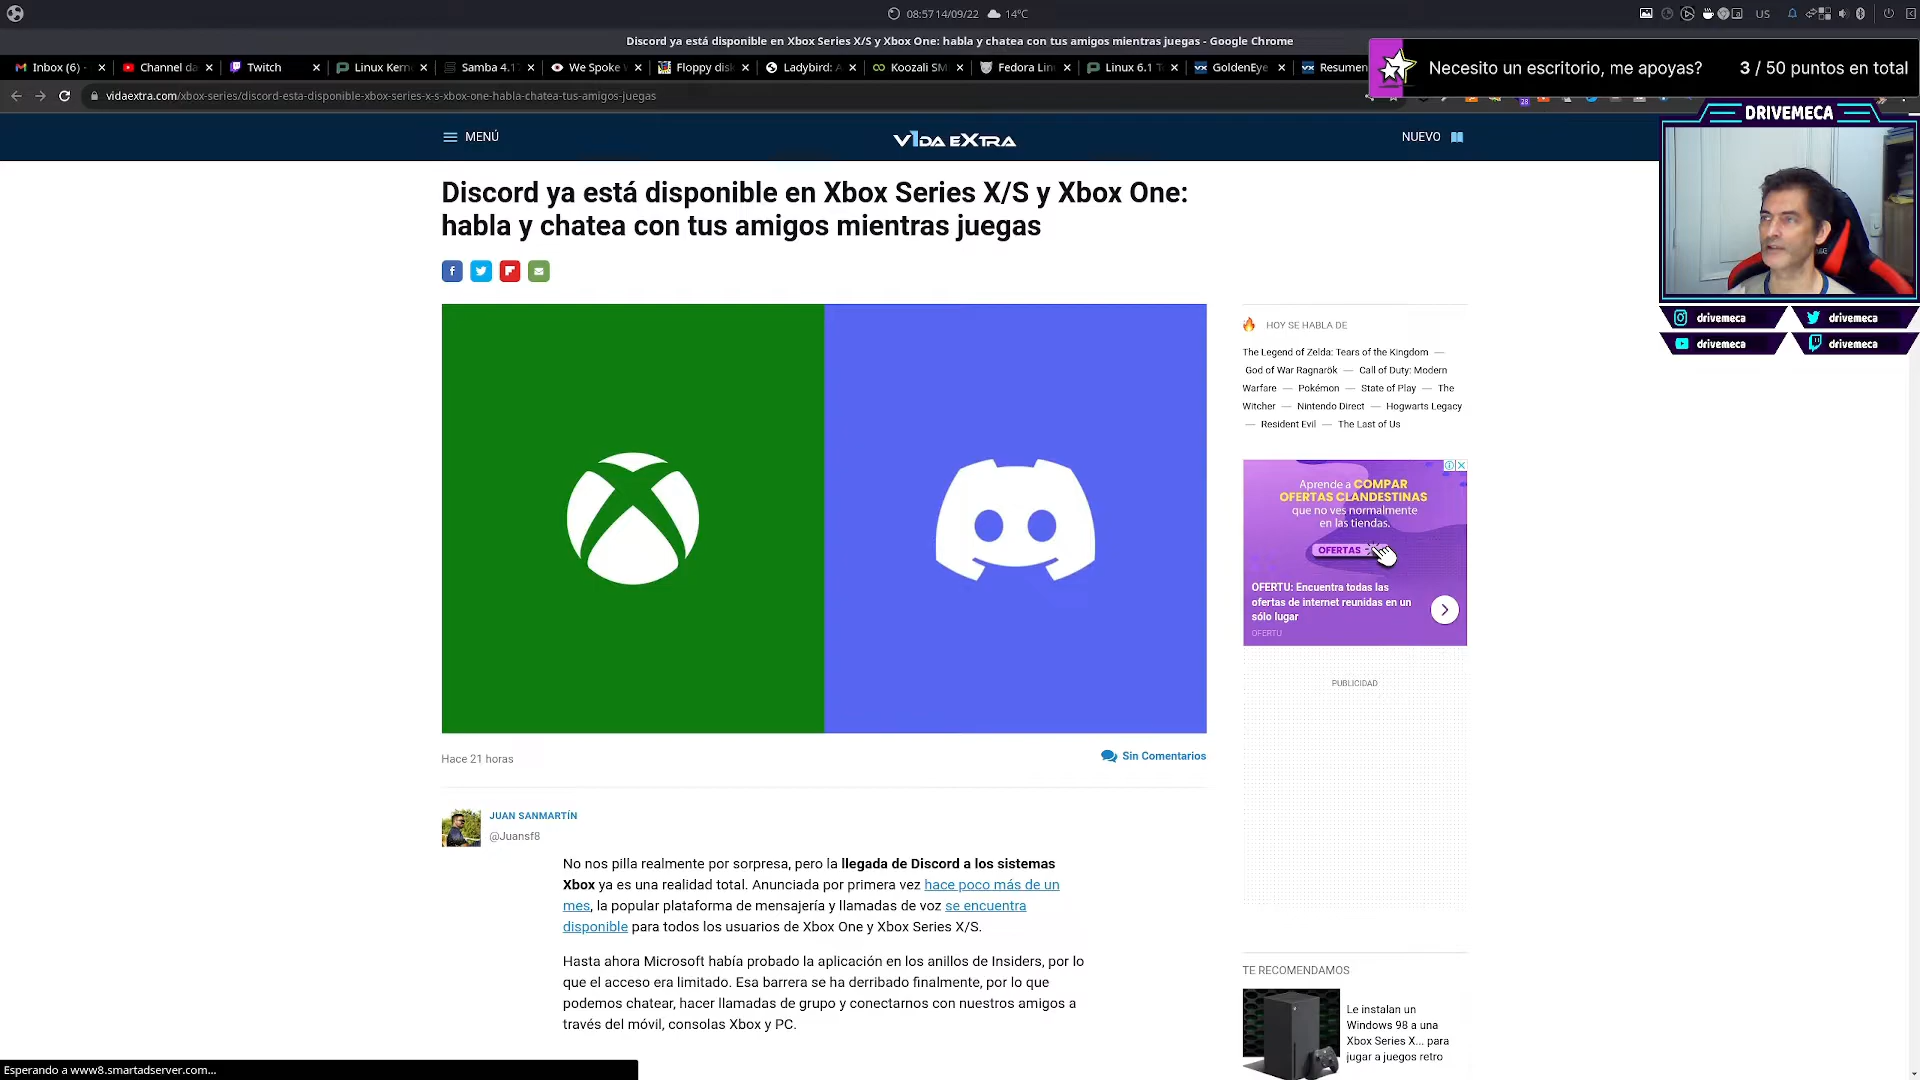 08:57 14/09/22 14°C
US
Discord ya está disponible en Xbox Series X/S y Xbox One: habla y chatea con tus amigos mientras juegas - Google Chrome
Inbox (6)
Channel da
Twitch
Linux Kern
Samba 4.17
We Spoke
Floppy disk
Ladybird: A
Koozali SM
Fedora Lin
Linux 6.1
GoldenEye
Resumen
Necesito un escritorio, me apoyas? 3 / 50 puntos en total
vidaextra.com/xbox-series/discord-esta-disponible-xbox-series-x-s-xbox-one-habla-chatea-tus-amigos-juegas
28
DRIVEMECA
drivemeca
drivemeca
drivemeca
drivemeca
MENÚ
VIDA EXTRA
NUEVO
Discord ya está disponible en Xbox Series X/S y Xbox One:
habla y chatea con tus amigos mientras juegas
HOY SE HABLA DE
The Legend of Zelda: Tears of the Kingdom —
God of War Ragnarök — Call of Duty: Modern
Warfare — Pokémon — State of Play — The
Witcher — Nintendo Direct — Hogwarts Legacy
— Resident Evil — The Last of Us
Aprende a COMPAR
OFERTAS CLANDESTINAS
que no ves normalmente
en las tiendas.
OFERTAS
OFERTU: Encuentra todas las
ofertas de internet reunidas en un
sólo lugar
OFERTU
PUBLICIDAD
Hace 21 horas
Sin Comentarios
JUAN SANMARTÍN
@Juansf8
No nos pilla realmente por sorpresa, pero la llegada de Discord a los sistemas
Xbox ya es una realidad total. Anunciada por primera vez hace poco más de un
mes, la popular plataforma de mensajería y llamadas de voz se encuentra
disponible para todos los usuarios de Xbox One y Xbox Series X/S.
Hasta ahora Microsoft había probado la aplicación en los anillos de Insiders, por lo
que el acceso era limitado. Esa barrera se ha derribado finalmente, por lo que
podemos chatear, hacer llamadas de grupo y conectarnos con nuestros amigos a
través del móvil, consolas Xbox y PC.
TE RECOMENDAMOS
Le instalan un
Windows 98 a una
Xbox Series X... para
jugar a juegos retro
Esperando a www8.smartadserver.com...